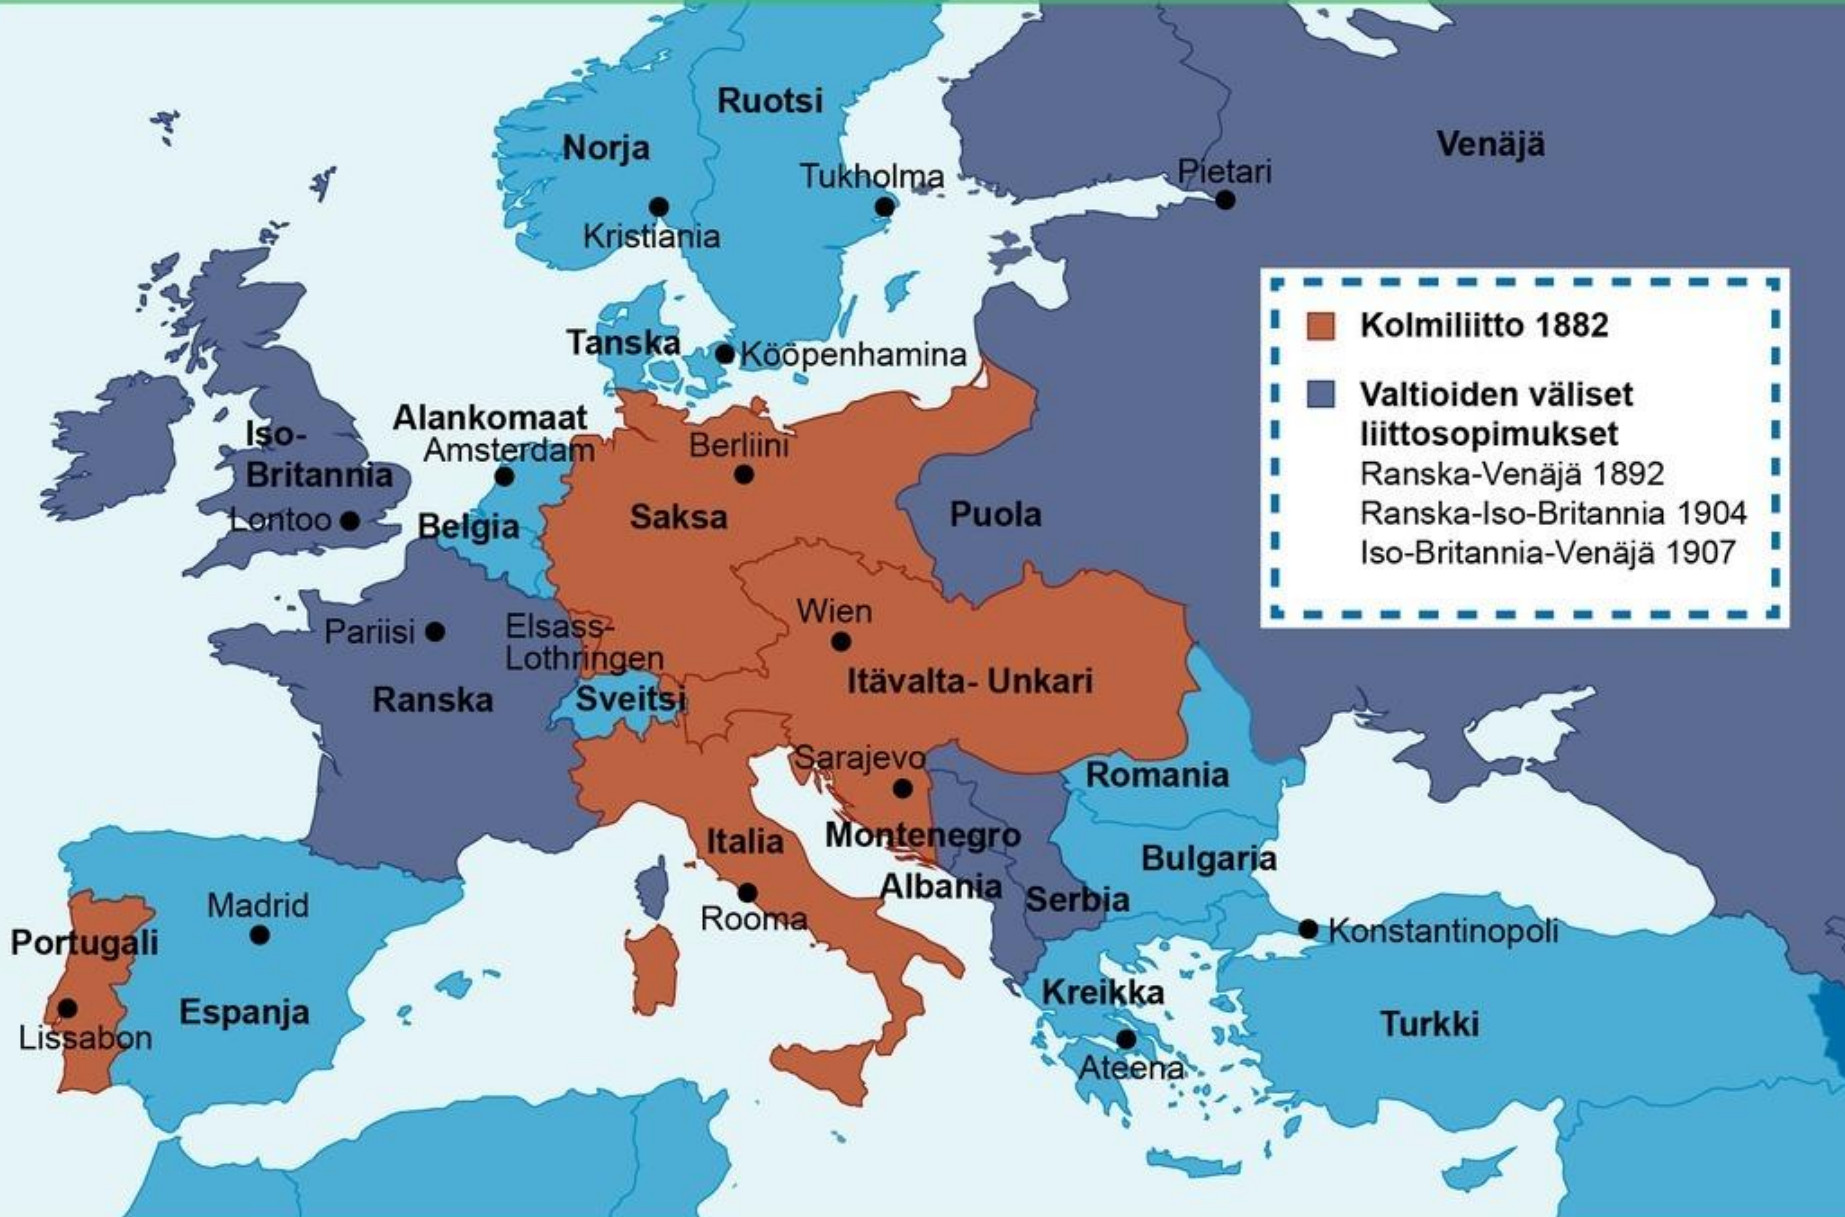 Ruotsi
Norja
Venäjä
Tukholma
Pietari
Kristiania
Tanska
Kööpenhamina
Kolmiliitto 1882
Valtioiden väliset
liittosopimukset
Ranska-Venäjä 1892
Ranska-Iso-Britannia 1904
Iso-Britannia-Venäjä 1907
Alankomaat
Amsterdam
Iso-
Britannia
Lontoo
Belgia
Berliini
Saksa
Puola
Pariisi
Elsass-
Lothringen
Wien
Itävalta- Unkari
Ranska
Sveitsi
Sarajevo
Romania
Italia
Montenegro
Bulgaria
Albania
Serbia
Rooma
Madrid
Portugali
Konstantinopoli
Espanja
Lissabon
Kreikka
Turkki
Ateena